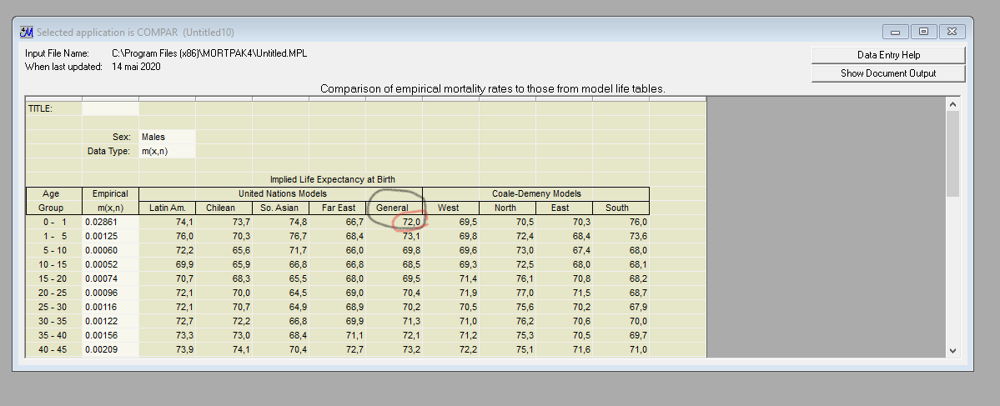 Selected application is COMPAR (Untitled10)
Input File Name: C:\Program Files (x86)\MORTPAK4\Untitled.MPL
When last updated: 14 mai 2020
Data Entry Help
Show Document Output
Comparison of empirical mortality rates to those from model life tables.
TITLE:
Sex: Males
Data Type: m(x,n)
Implied Life Expectancy at Birth
Age Empirical United Nations Models Coale-Demeny Models
Group m(x,n) Latin Am. Chilean So. Asian Far East General West North East South
0 - 1 0.02861 74,1 73,7 74,8 66,7 72,0 69,5 70,5 70,3 76,0
1 - 5 0.00125 76,0 70,3 76,7 68,4 73,1 69,8 72,4 68,4 73,6
5 - 10 0.00060 72,2 65,6 71,7 66,0 69,8 69,6 73,0 67,4 68,0
10 - 15 0.00052 69,9 65,9 66,8 66,8 68,5 69,3 72,5 68,0 68,1
15 - 20 0.00074 70,7 68,3 65,5 68,0 69,5 71,4 76,1 70,8 68,2
20 - 25 0.00096 72,1 70,0 64,5 69,0 70,4 71,9 77,0 71,5 68,7
25 - 30 0.00116 72,1 70,7 64,9 68,9 70,2 70,5 75,6 70,2 67,9
30 - 35 0.00122 72,7 72,2 66,8 69,9 71,3 71,0 76,2 70,6 70,0
35 - 40 0.00156 73,3 73,0 68,4 71,1 72,1 71,2 75,3 70,5 69,7
40 - 45 0.00209 73,9 74,1 70,4 72,7 73,2 72,2 75,1 71,6 71,0